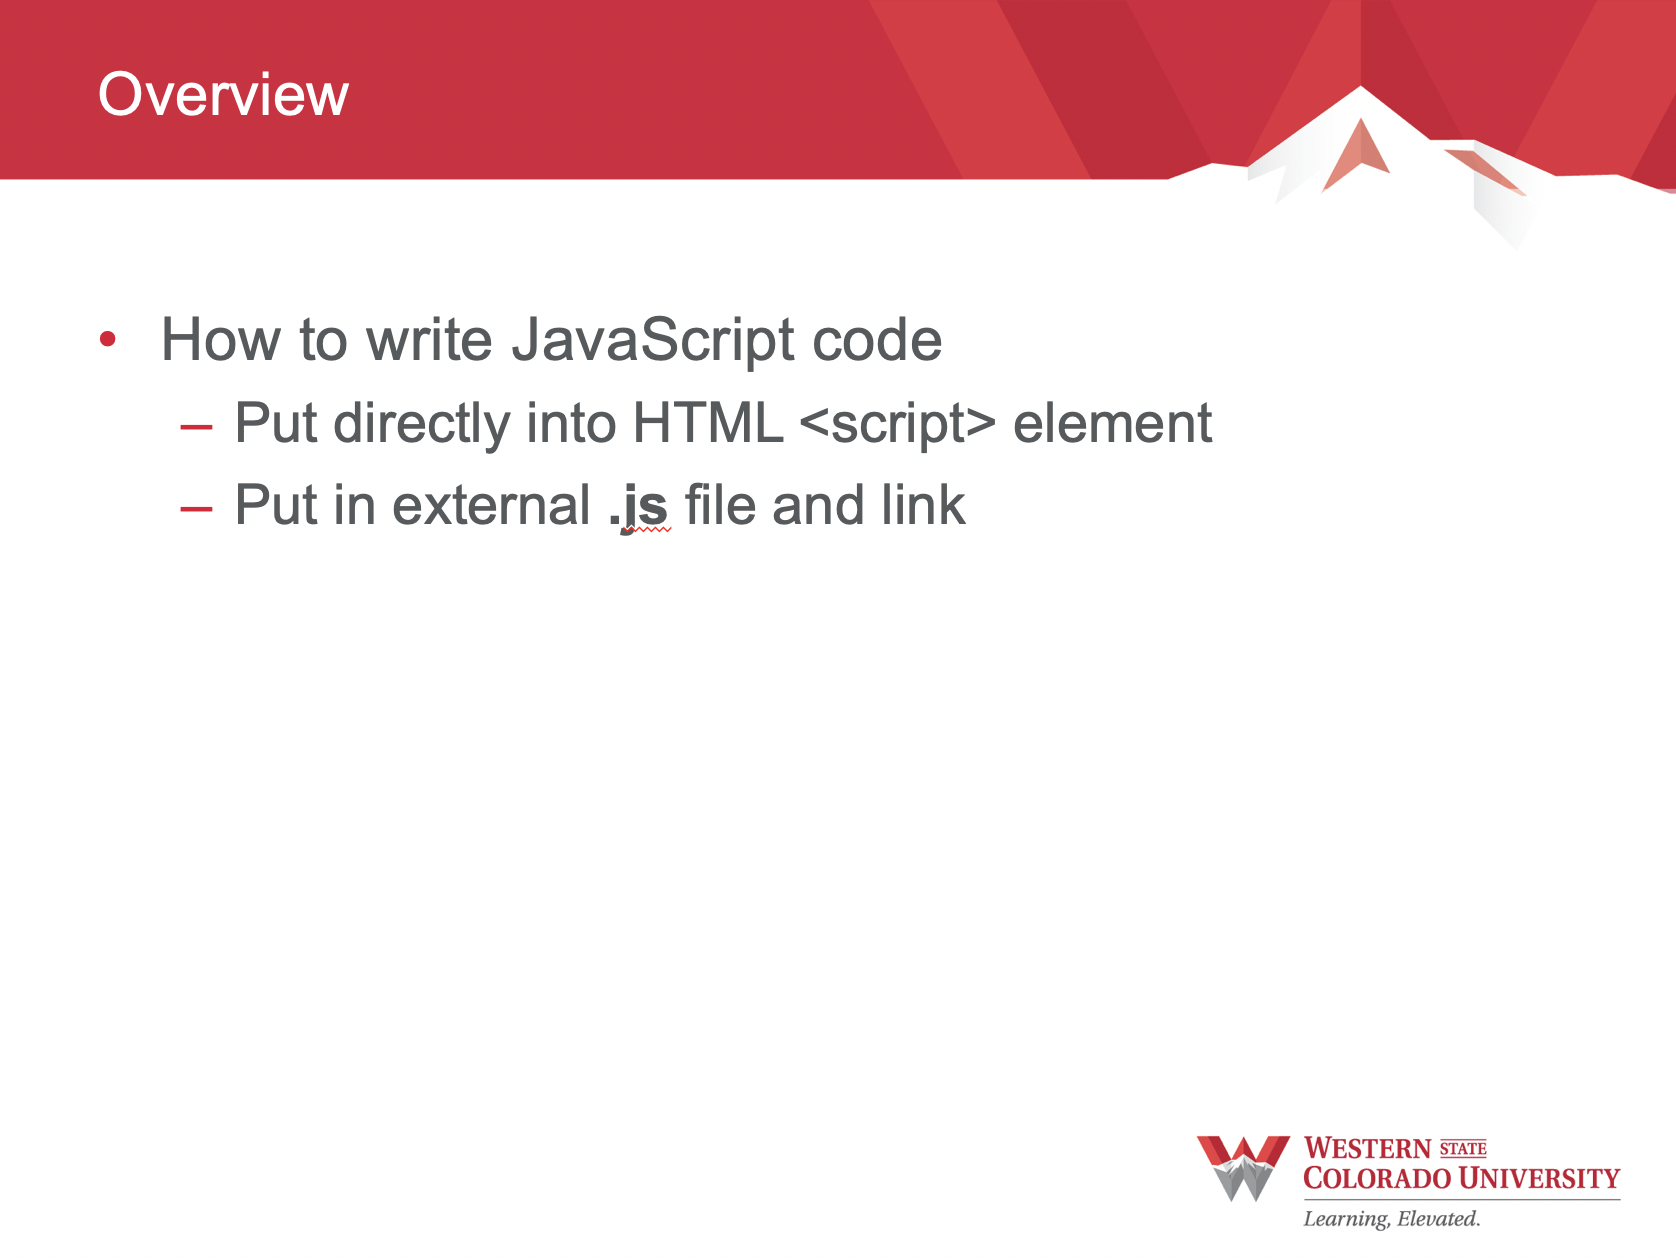 Overview
• How to write JavaScript code
– Put directly into HTML <script> element
– Put in external .js file and link
WESTERN STATE
COLORADO UNIVERSITY
Learning, Elevated.